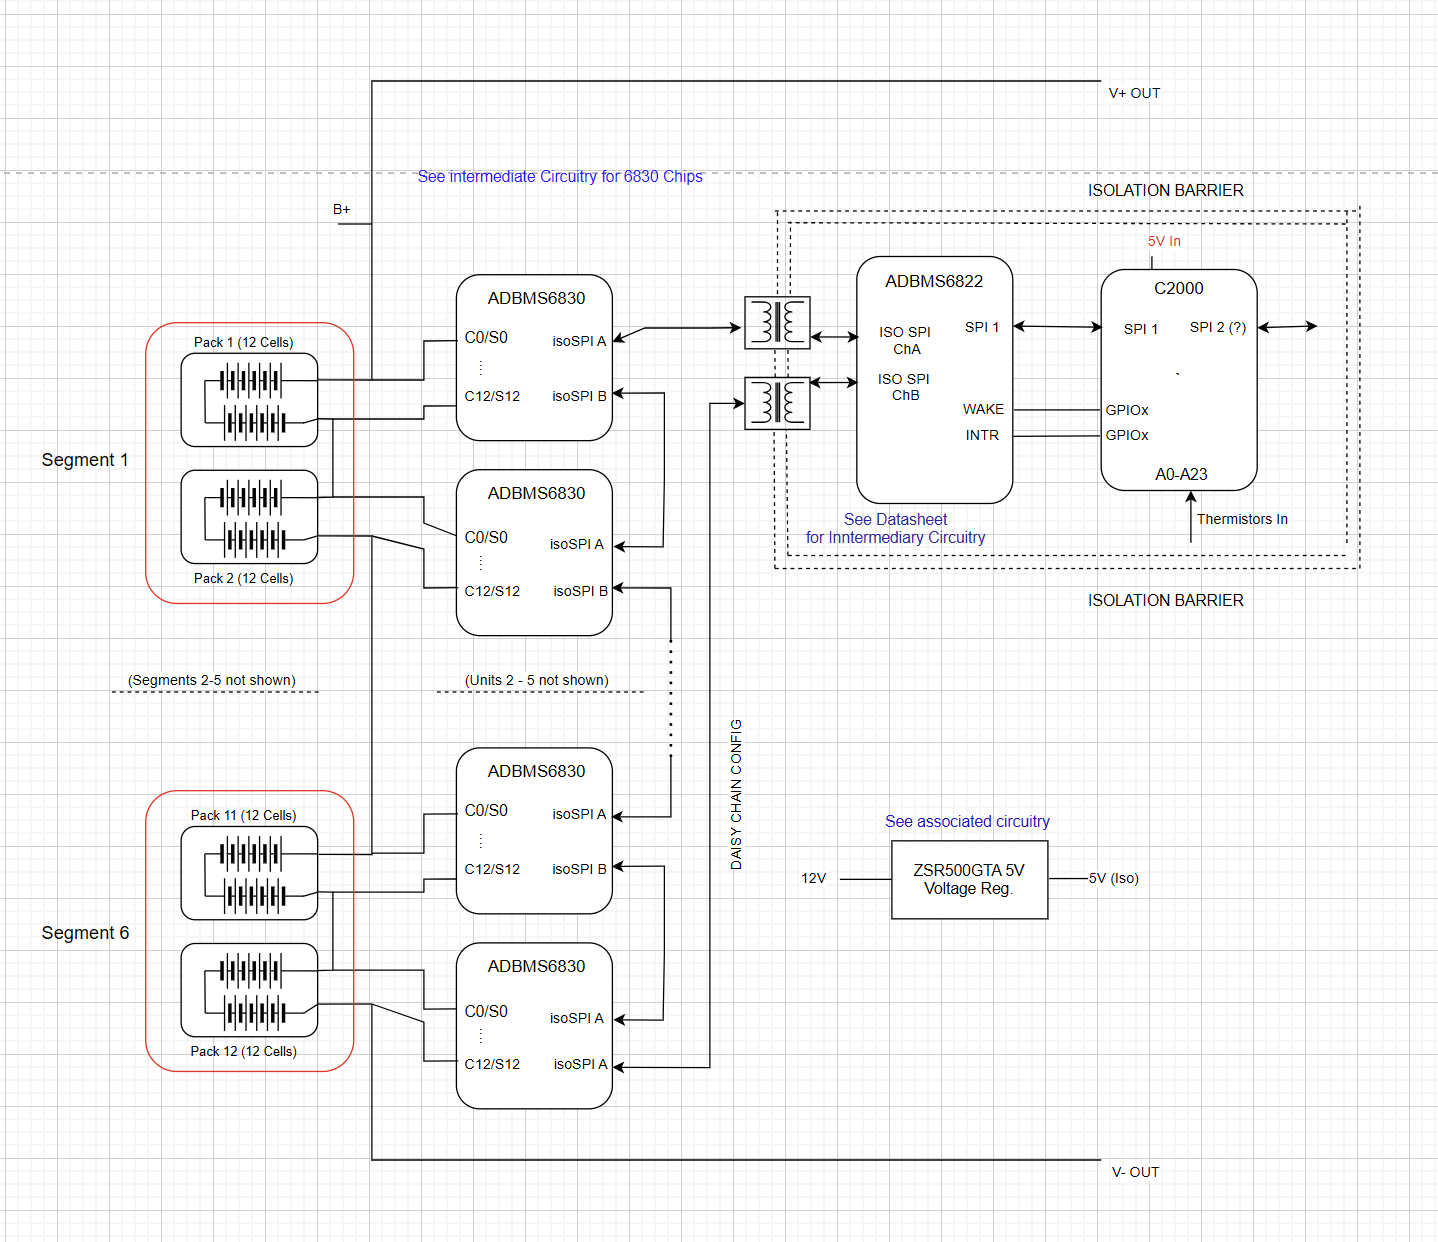 V+ OUT
See intermediate Circuitry for 6830 Chips
ISOLATION BARRIER
B+
5V In
ADBMS6830
C0/S0
isoSPI A
C12/S12
isoSPI B
ADBMS6822
ISO SPI
ChA
SPI 1
ISO SPI
ChB
WAKE
INTR
C2000
SPI 1
SPI 2 (?)
`
GPIOx
GPIOx
A0-A23
Thermistors In
Pack 1 (12 Cells)
Segment 1
Pack 2 (12 Cells)
ADBMS6830
C0/S0
isoSPI A
C12/S12
isoSPI B
See Datasheet
for Inntermediary Circuitry
ISOLATION BARRIER
(Segments 2-5 not shown)
(Units 2 - 5 not shown)
DAISY CHAIN CONFIG
ADBMS6830
C0/S0
isoSPI A
C12/S12
isoSPI B
Pack 11 (12 Cells)
Segment 6
Pack 12 (12 Cells)
ADBMS6830
C0/S0
isoSPI A
C12/S12
isoSPI A
See associated circuitry
12V
ZSR500GTA 5V
Voltage Reg.
5V (Iso)
V- OUT